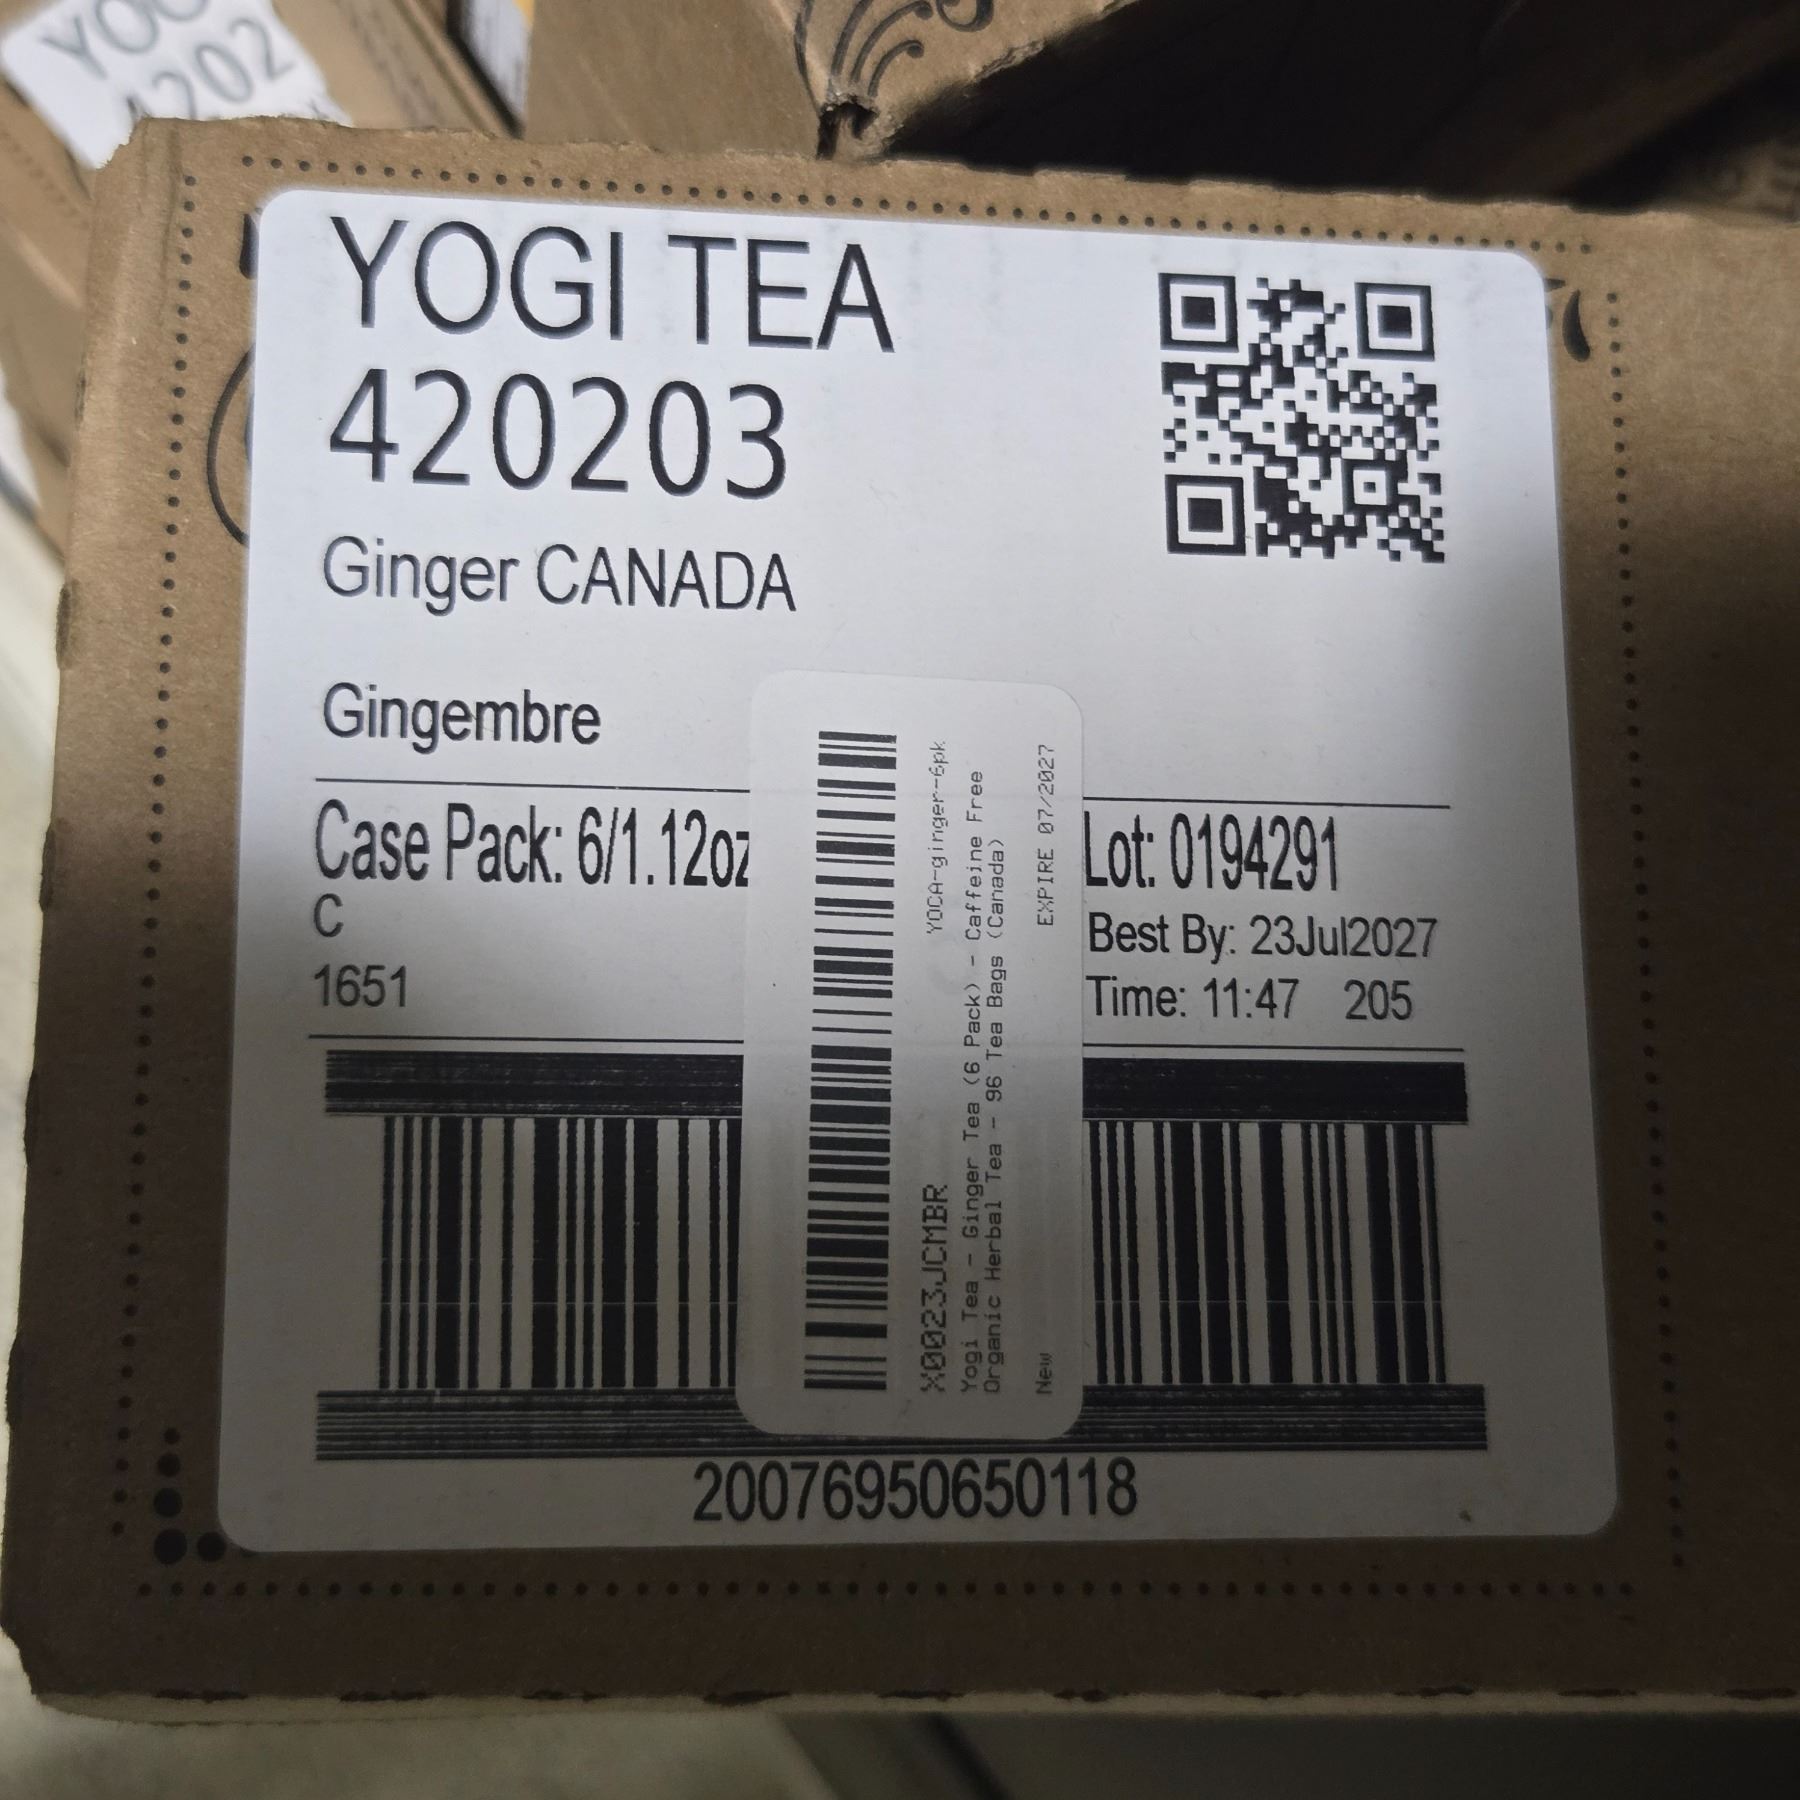 YOGI TEA
420203
Ginger CANADA
Gingembre
Case Pack: 6/1.12oz
C
1651
Lot: 0194291
Best By: 23Jul2027
Time: 11:47 205
X0023JCMBR
YOCA-ginger-6pk
Yogi Tea - Ginger Tea (6 Pack) - Caffeine Free
Organic Herbal Tea - 96 Tea Bags (Canada)
New
EXPIRE 07/2027
20076950650118
4202